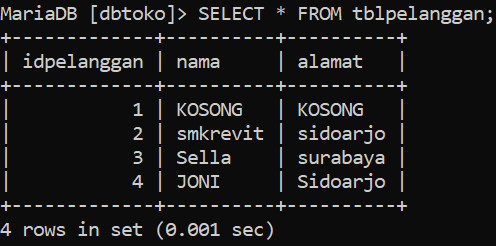 MariaDB [dbtoko]> SELECT * FROM tblpelanggan;
+-------------+----------+----------+
| idpelanggan | nama     | alamat   |
+-------------+----------+----------+
|           1 | KOSONG   | KOSONG   |
|           2 | smkrevit | sidoarjo |
|           3 | Sella    | surabaya |
|           4 | JONI     | Sidoarjo |
+-------------+----------+----------+
4 rows in set (0.001 sec)